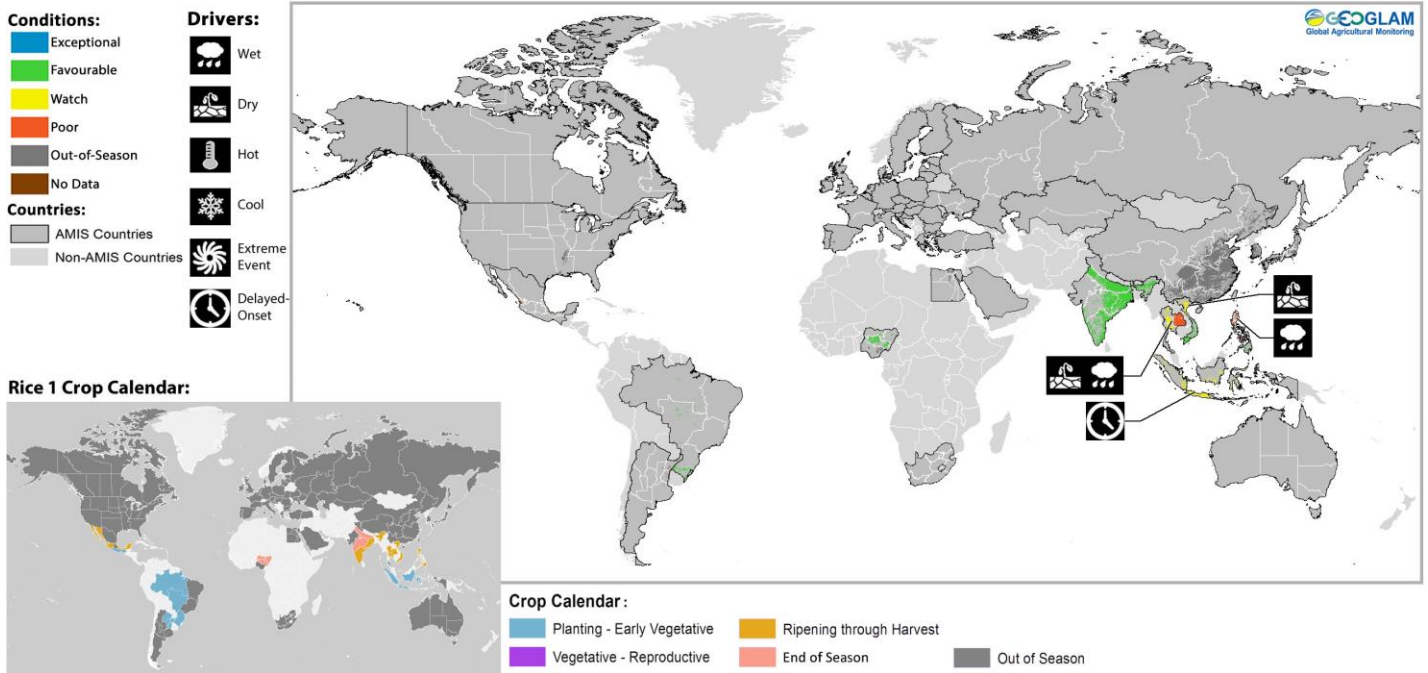 Conditions:
Exceptional
Favourable
Watch
Poor
Out-of-Season
No Data
Countries:
AMIS Countries
Non-AMIS Countries
Drivers:
Wet
Dry
Hot
Cool
Extreme
Event
Delayed-
Onset
GEOGLAM
Global Agricultural Monitoring
Rice 1 Crop Calendar:
Crop Calendar :
Planting - Early Vegetative
Ripening through Harvest
Vegetative - Reproductive
End of Season
Out of Season